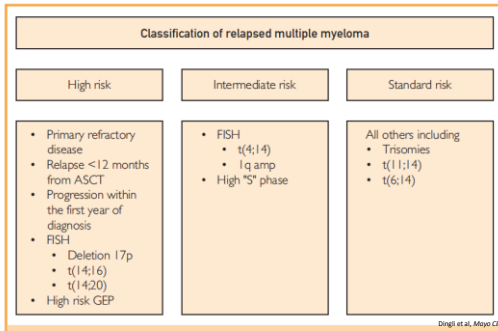 Classification of relapsed multiple myeloma
High risk
Intermediate risk
Standard risk
• Primary refractory
disease
• Relapse <12 months
from ASCT
• Progression within
the first year of
diagnosis
• FISH
• Deletion 17p
• t(14;16)
• t(14;20)
• High risk GEP
• FISH
• t(4;14)
• 1q amp
• High "S" phase
All others including
• Trisomies
• t(11;14)
• t(6;14)
Dingli et al, Mayo Cl